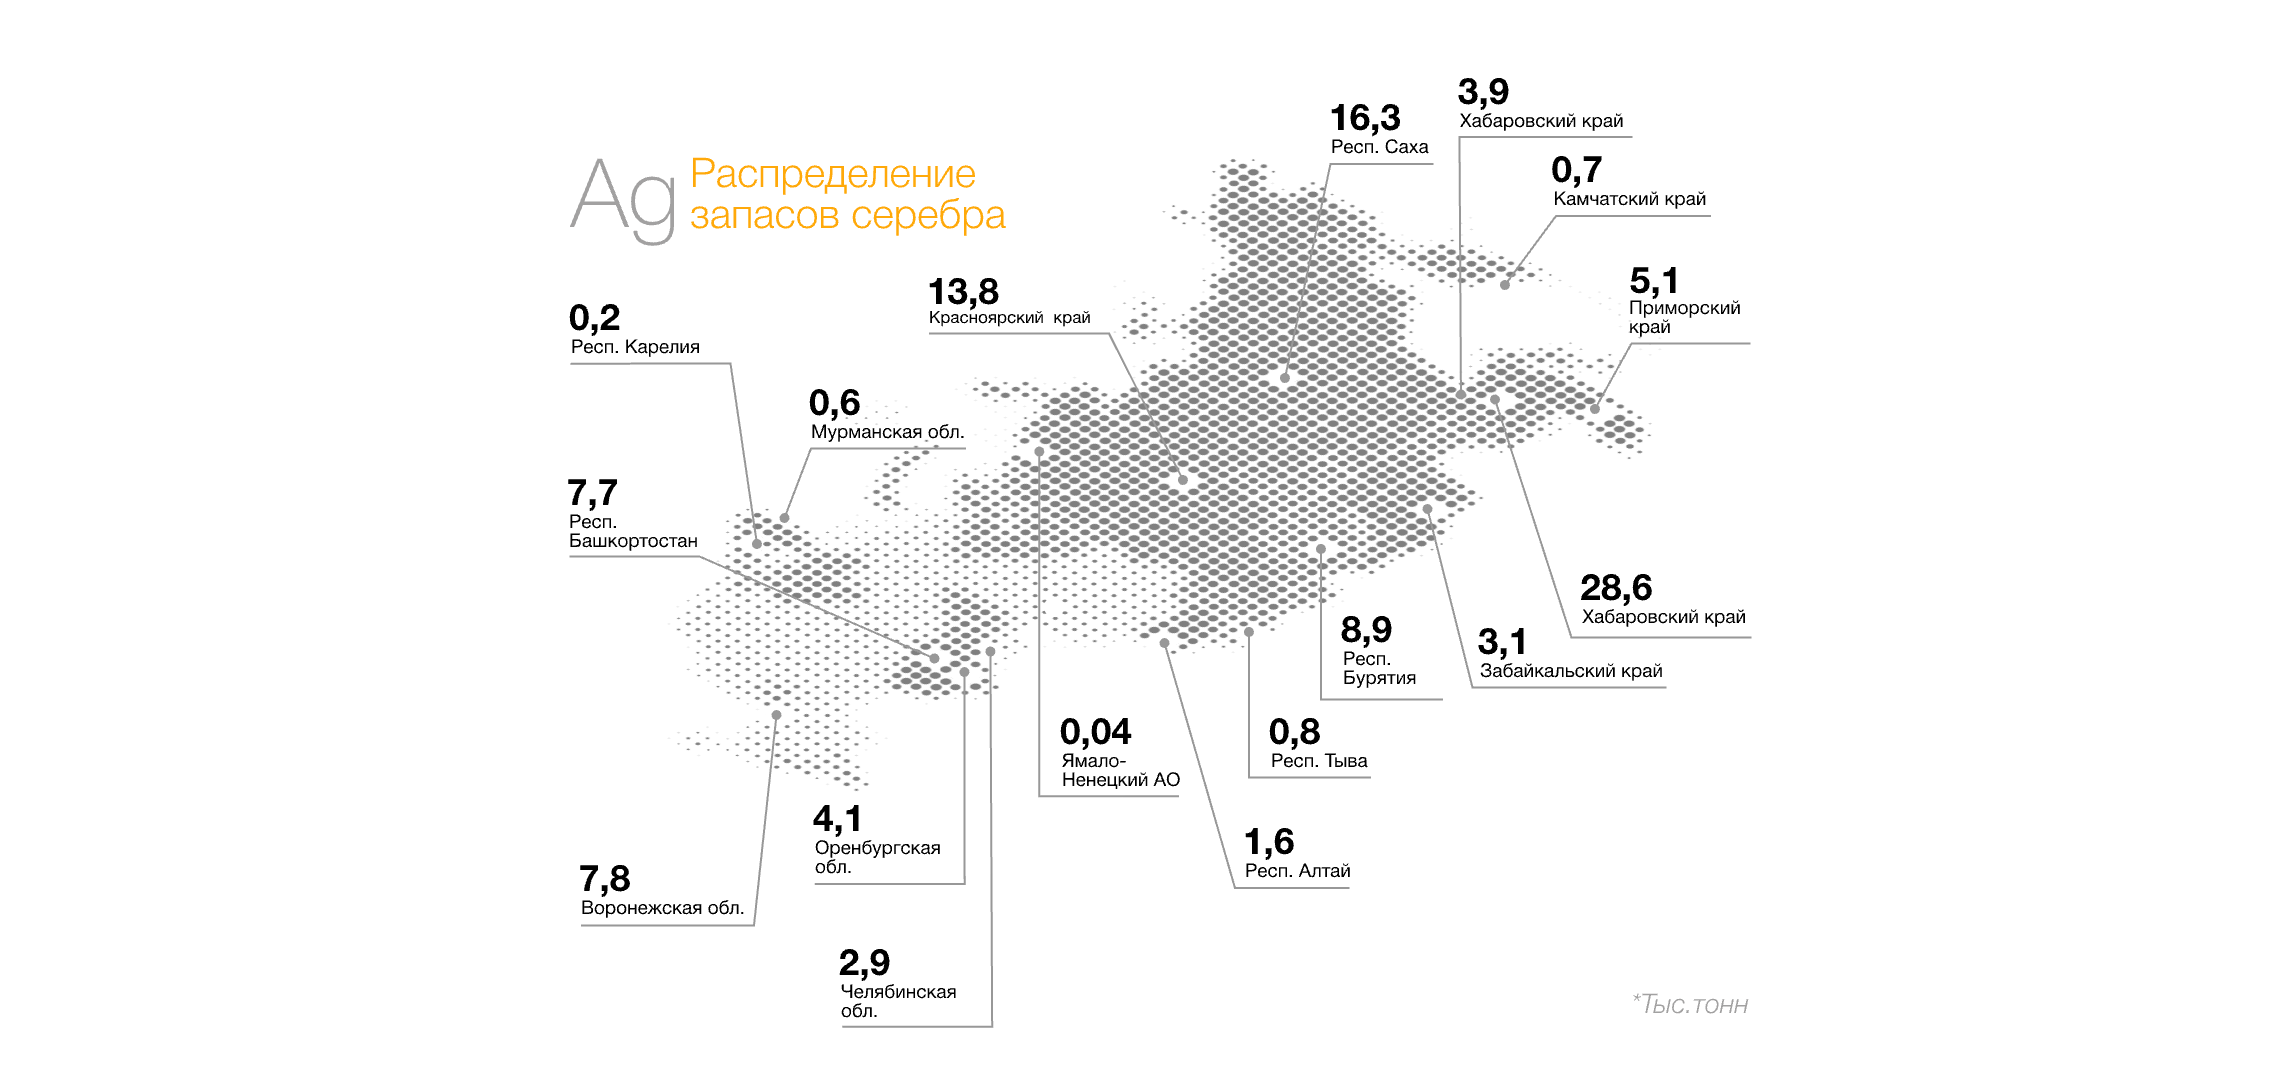 Ag
Распределение
запасов серебра
3,9
Хабаровский край
16,3
Респ. Саха
0,7
Камчатский край
5,1
Приморский
край
13,8
Красноярский край
0,2
Респ. Карелия
0,6
Мурманская обл.
7,7
Респ.
Башкортостан
28,6
Хабаровский край
8,9
Респ.
Бурятия
3,1
Забайкальский край
0,04
Ямало-
Ненецкий АО
0,8
Респ. Тыва
4,1
Оренбургская
обл.
1,6
Респ. Алтай
7,8
Воронежская обл.
2,9
Челябинская
обл.
*Тыс.тонн